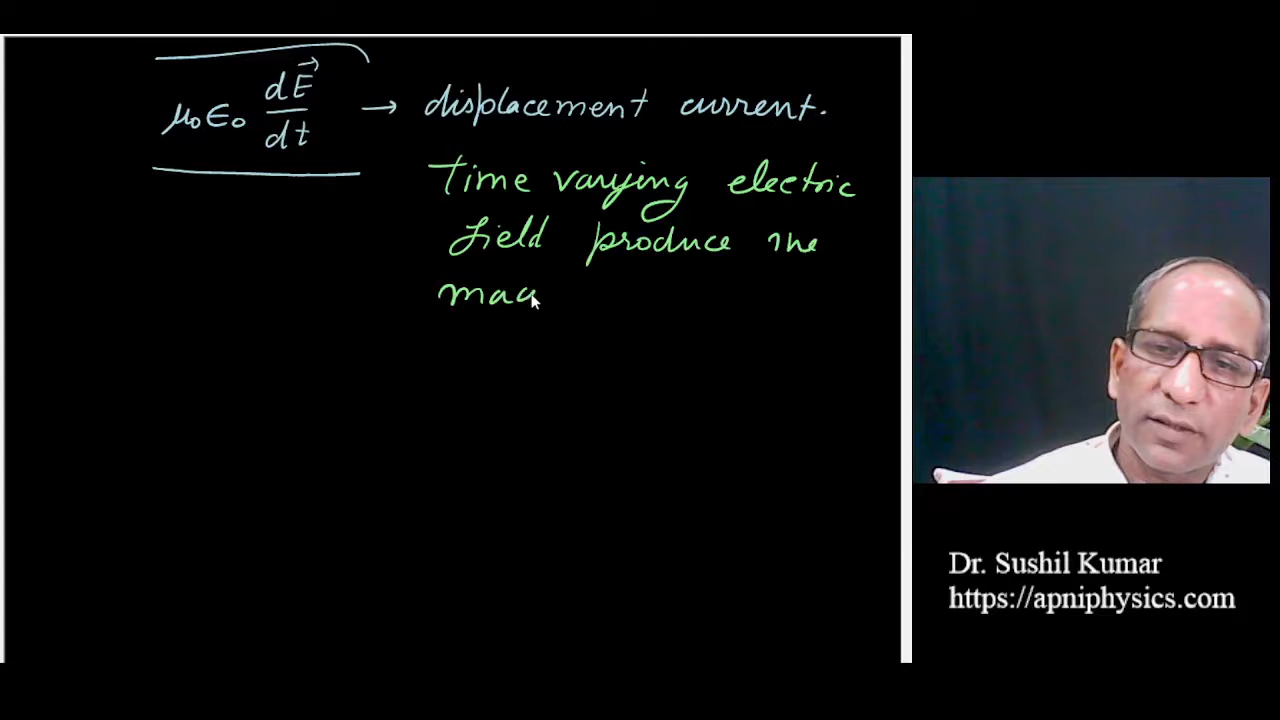 μ₀ϵ₀ dE⃗/dt → displacement current.
Time varying electric
field produce the
mag
Dr. Sushil Kumar
https://apniphysics.com